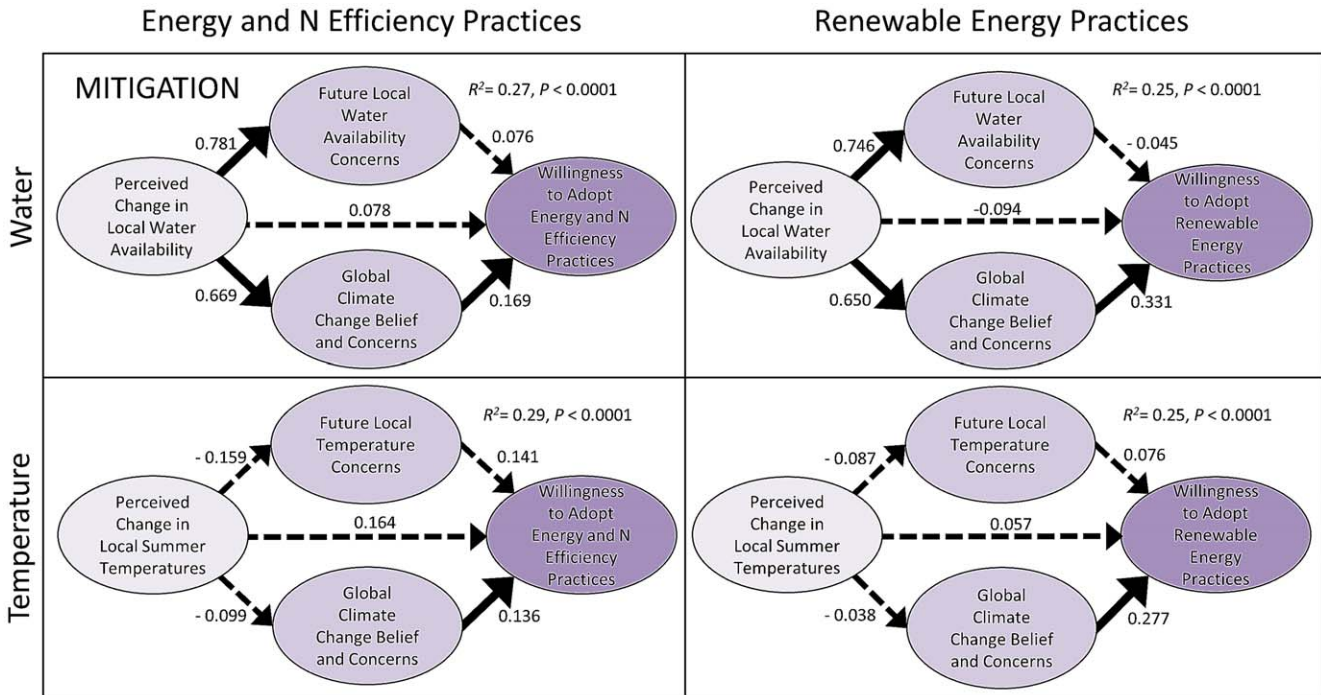 Energy and N Efficiency Practices
Renewable Energy Practices
Water
MITIGATION
Future Local
Water
Availability
Concerns
R²= 0.27, P < 0.0001
0.781
0.076
Perceived
Change in
Local Water
Availability
0.078
Willingness
to Adopt
Energy and N
Efficiency
Practices
0.669
Global
Climate
Change Belief
and Concerns
0.169
Future Local
Water
Availability
Concerns
R²= 0.25, P < 0.0001
0.746
- 0.045
Perceived
Change in
Local Water
Availability
-0.094
Willingness
to Adopt
Renewable
Energy
Practices
0.650
Global
Climate
Change Belief
and Concerns
0.331
Temperature
Future Local
Temperature
Concerns
R²= 0.29, P < 0.0001
- 0.159
0.141
Perceived
Change in
Local Summer
Temperatures
0.164
Willingness
to Adopt
Energy and N
Efficiency
Practices
- 0.099
Global
Climate
Change Belief
and Concerns
0.136
Future Local
Temperature
Concerns
R²= 0.25, P < 0.0001
- 0.087
0.076
Perceived
Change in
Local Summer
Temperatures
0.057
Willingness
to Adopt
Renewable
Energy
Practices
- 0.038
Global
Climate
Change Belief
and Concerns
0.277